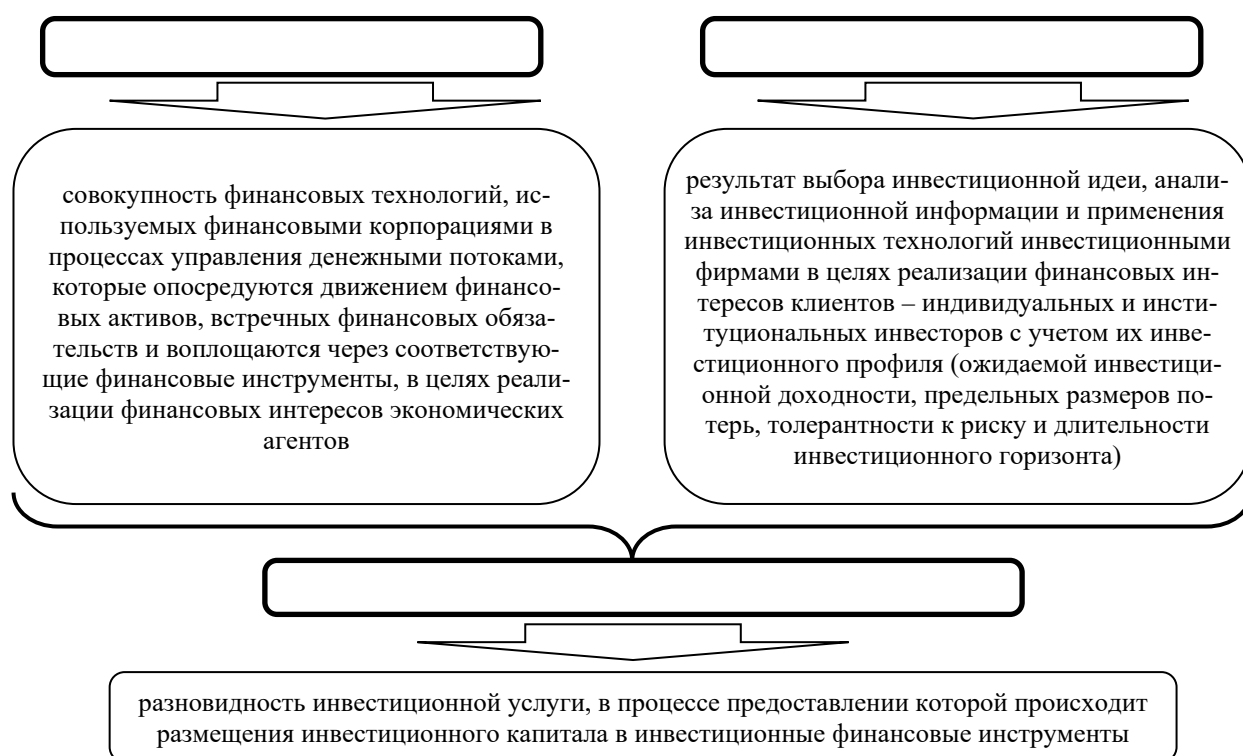 совокупность финансовых технологий, ис-
пользуемых финансовыми корпорациями в
процессах управления денежными потоками,
которые опосредуются движением финансо-
вых активов, встречных финансовых обяза-
тельств и воплощаются через соответствую-
щие финансовые инструменты, в целях реали-
зации финансовых интересов экономических
агентов
результат выбора инвестиционной идеи, анали-
за инвестиционной информации и применения
инвестиционных технологий инвестиционными
фирмами в целях реализации финансовых ин-
тересов клиентов – индивидуальных и инсти-
туциональных инвесторов с учетом их инве-
стиционного профиля (ожидаемой инвестици-
онной доходности, предельных размеров по-
терь, толерантности к риску и длительности
инвестиционного горизонта)
разновидность инвестиционной услуги, в процессе предоставлении которой происходит
размещения инвестиционного капитала в инвестиционные финансовые инструменты